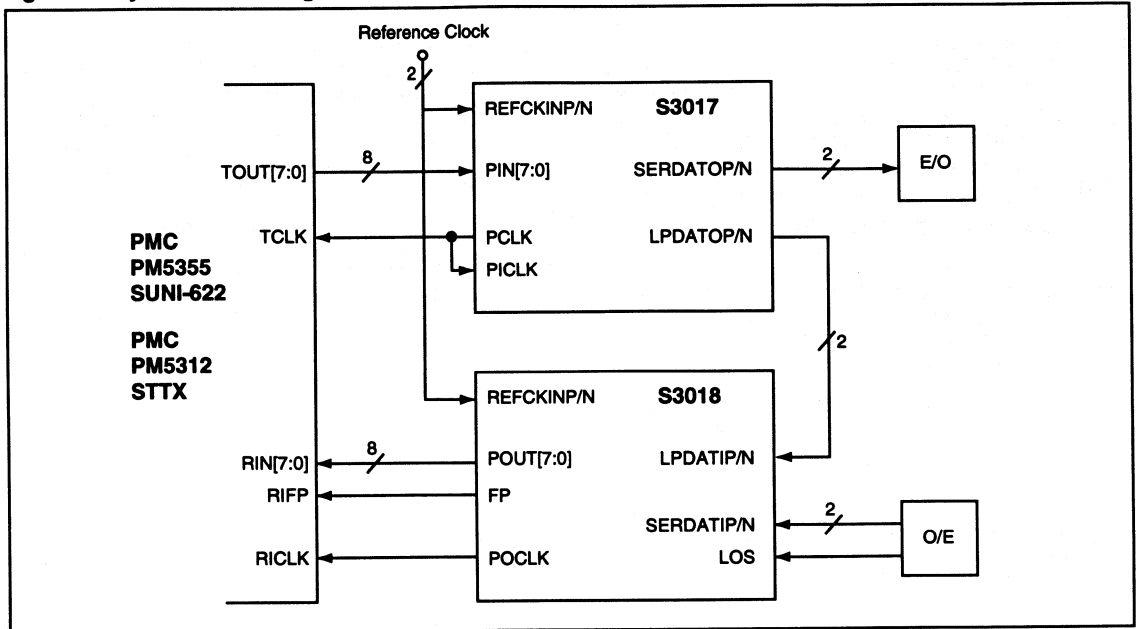 Reference Clock
2
REFCKINP/N
S3017
TOUT[7:0]
8
PIN[7:0]
SERDATOP/N
2
E/O
TCLK
PCLK
LPDATOP/N
PICLK
PMC
PM5355
SUNI-622
PMC
PM5312
STTX
2
REFCKINP/N
S3018
RIN[7:0]
8
POUT[7:0]
LPDATIP/N
RIFP
FP
SERDATIP/N
2
O/E
RICLK
POCLK
LOS